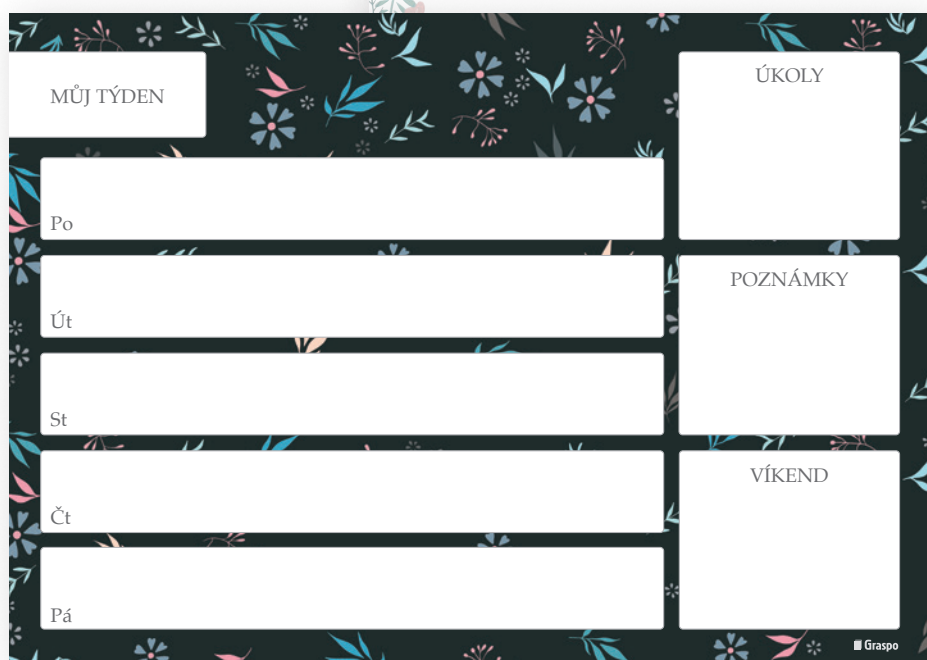 MŮJ TÝDEN
Po
Út
St
Čt
Pá
ÚKOLY
POZNÁMKY
VÍKEND
Graspo